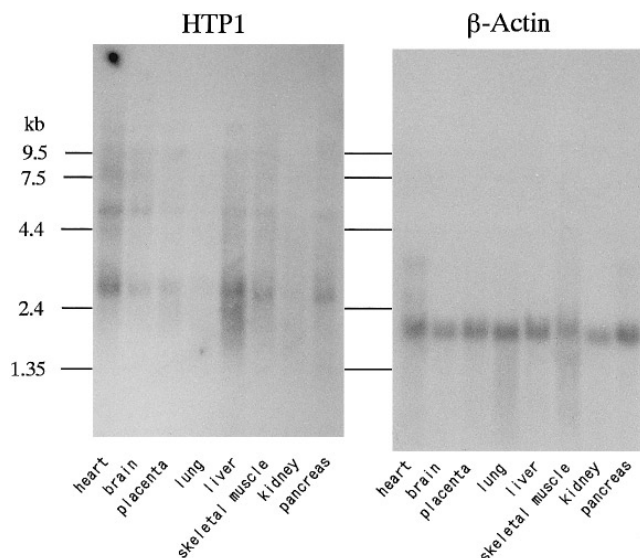 HTP1
β-Actin
kb
9.5
7.5
4.4
2.4
1.35
heart
brain
placenta
lung
liver
skeletal muscle
kidney
pancreas
heart
brain
placenta
lung
liver
skeletal muscle
kidney
pancreas